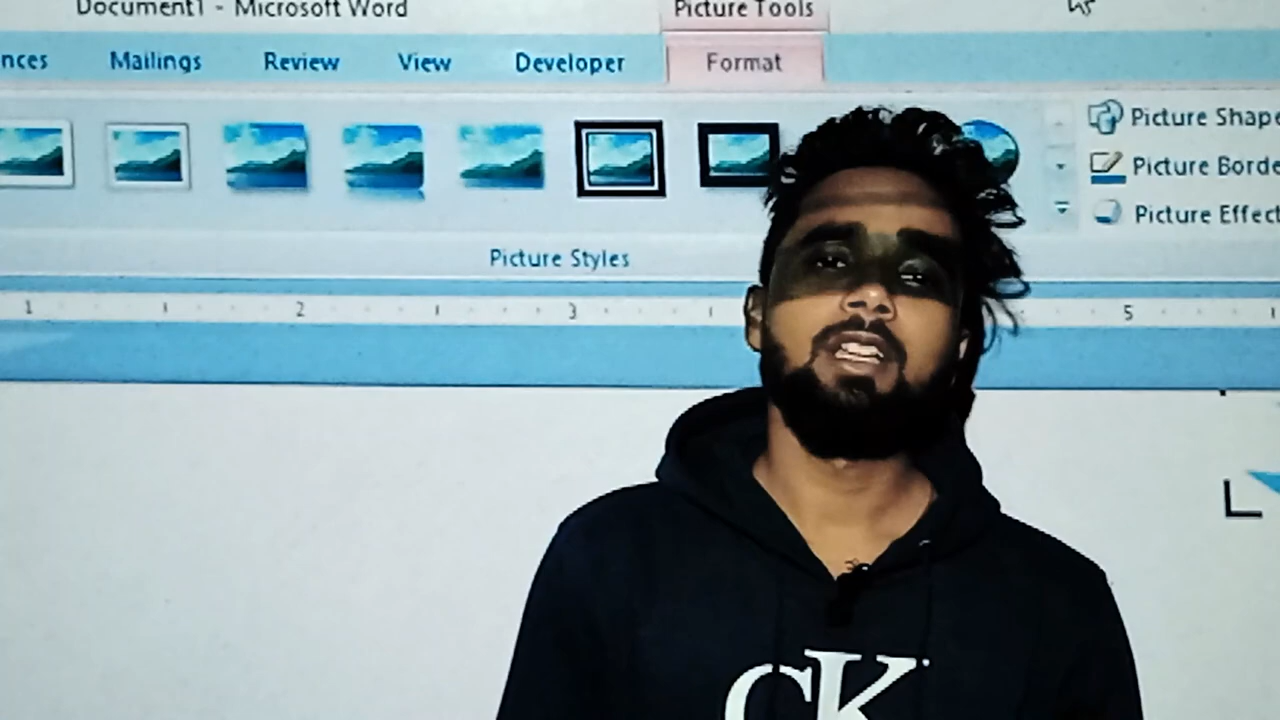 Document1 - Microsoft Word
Picture Tools
nces Mailings Review View Developer Format
Picture Shape
Picture Borde
Picture Effect
Picture Styles
1 2 3 5
CK